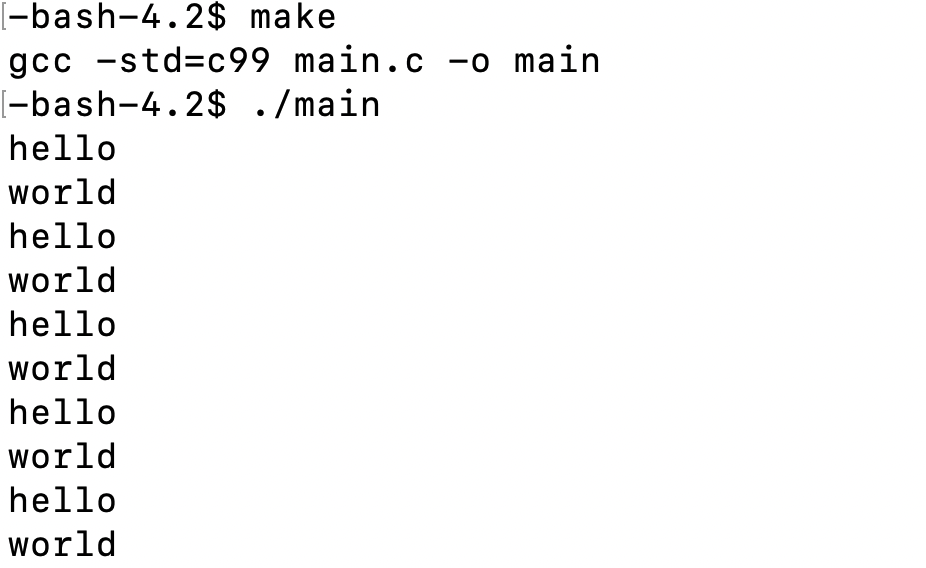 [-bash-4.2$ make
gcc -std=c99 main.c -o main
[-bash-4.2$ ./main
hello
world
hello
world
hello
world
hello
world
hello
world